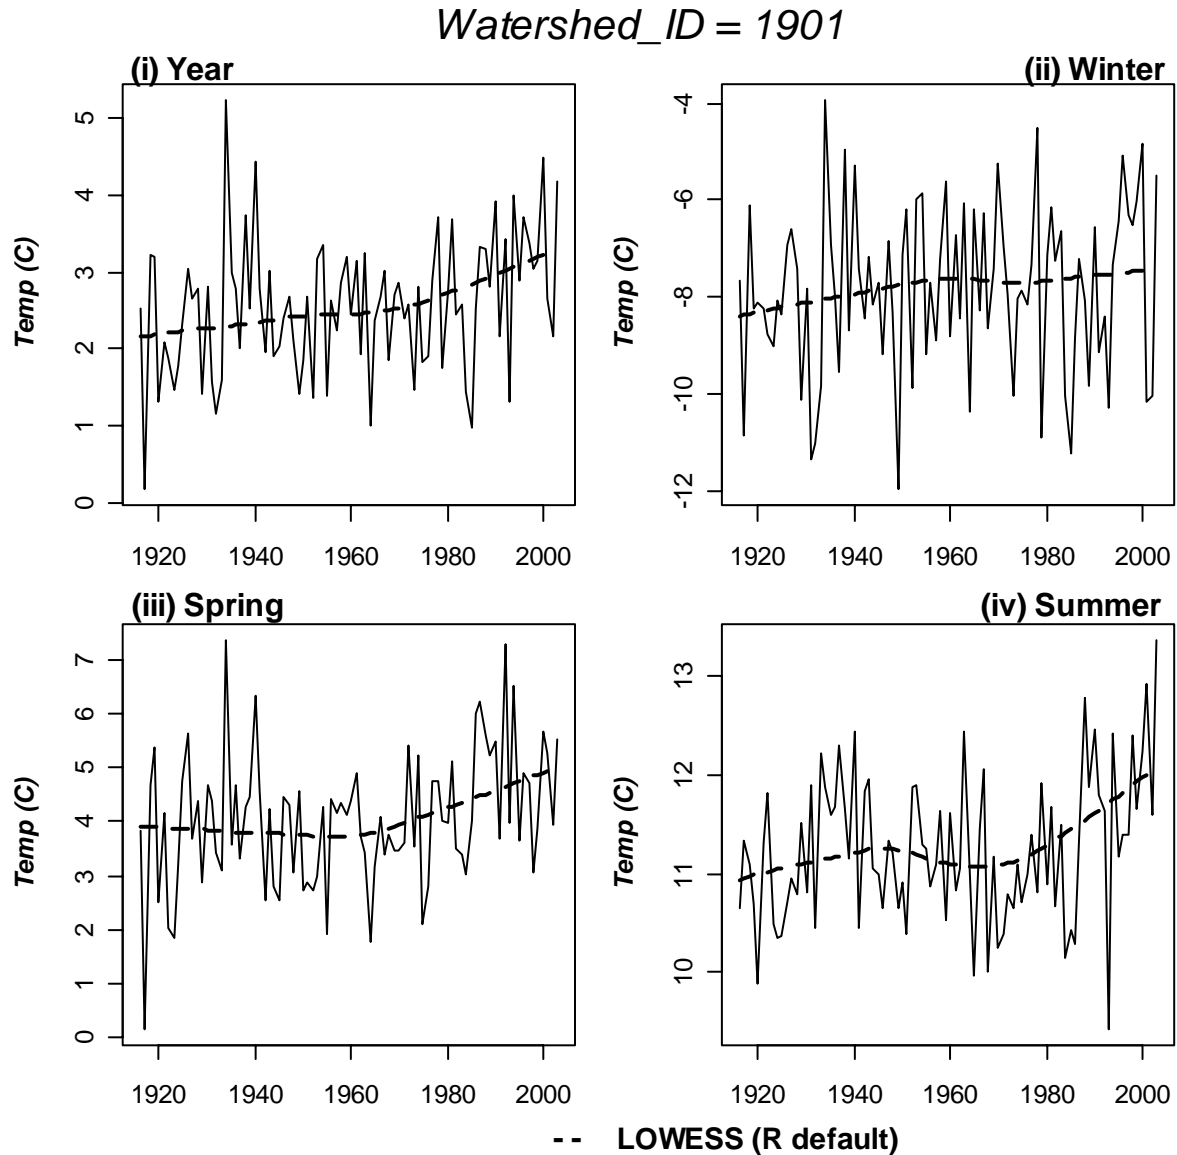 Watershed_ID = 1901
(i) Year
(ii) Winter
Temp (C)
0 1 2 3 4 5
1920 1940 1960 1980 2000
Temp (C)
-12 -10 -8 -6 -4
1920 1940 1960 1980 2000
(iii) Spring
(iv) Summer
Temp (C)
0 1 2 3 4 5 6 7
1920 1940 1960 1980 2000
Temp (C)
10 11 12 13
1920 1940 1960 1980 2000
- - LOWESS (R default)